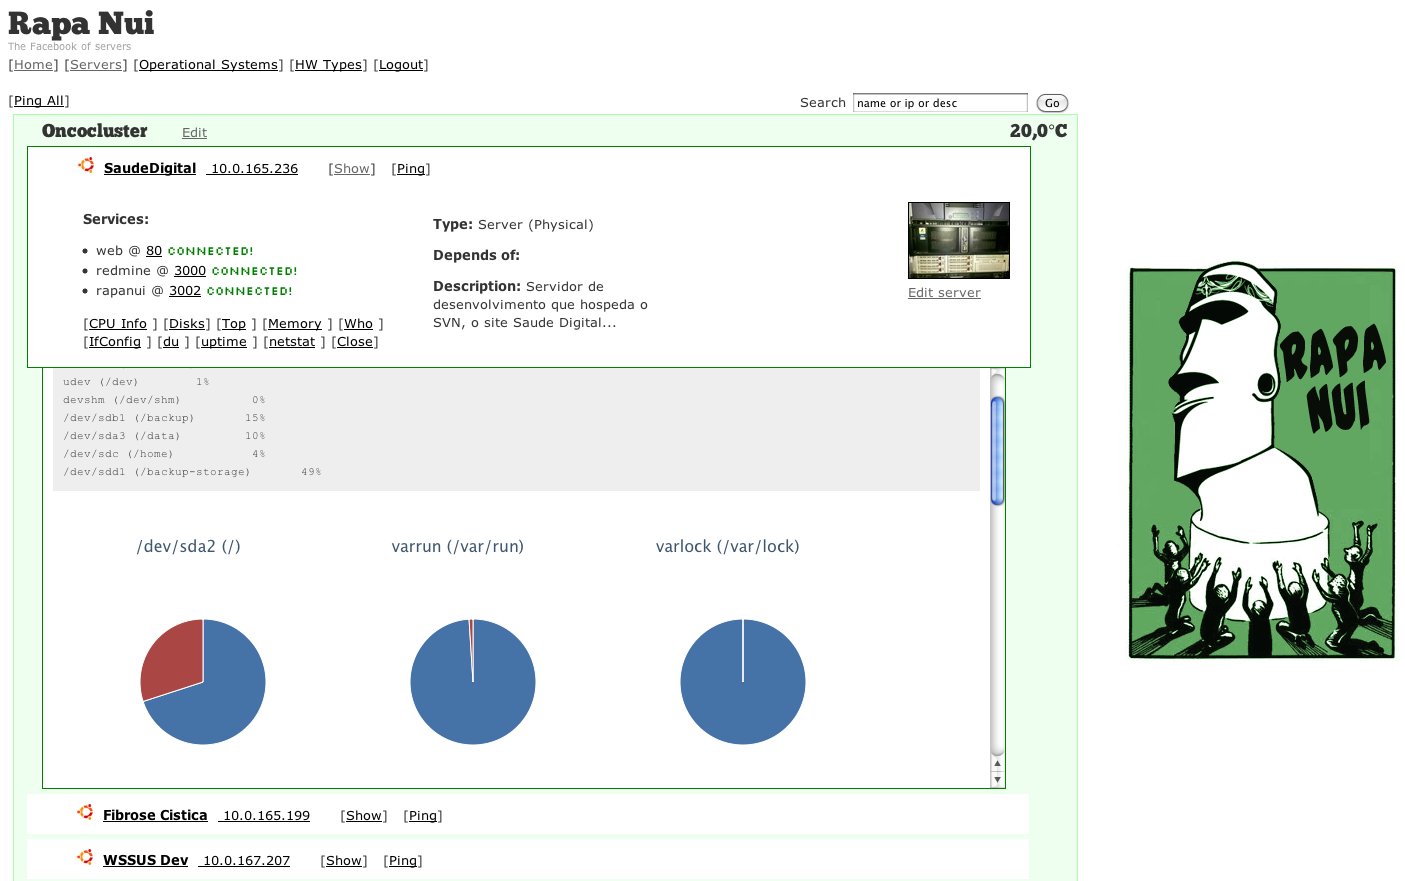 Rapa Nui
The Facebook of servers
[Home] [Servers] [Operational Systems] [HW Types] [Logout]
[Ping All]
Search name or ip or desc Go
Oncocluster Edit 20,0°C
SaudeDigital 10.0.165.236 [Show] [Ping]
Services:
• web @ 80 CONNECTED!
• redmine @ 3000 CONNECTED!
• rapanui @ 3002 CONNECTED!
[CPU Info ] [Disks] [Top ] [Memory ] [Who ]
[IfConfig ] [du ] [uptime ] [netstat ] [Close]
Type: Server (Physical)
Depends of:
Description: Servidor de
desenvolvimento que hospeda o
SVN, o site Saude Digital...
Edit server
udev (/dev) 1%
devshm (/dev/shm) 0%
/dev/sdb1 (/backup) 15%
/dev/sda3 (/data) 10%
/dev/sdc (/home) 4%
/dev/sdd1 (/backup-storage) 49%
/dev/sda2 (/) varrun (/var/run) varlock (/var/lock)
Fibrose Cistica 10.0.165.199 [Show] [Ping]
WSSUS Dev 10.0.167.207 [Show] [Ping]
RAPA
NUI